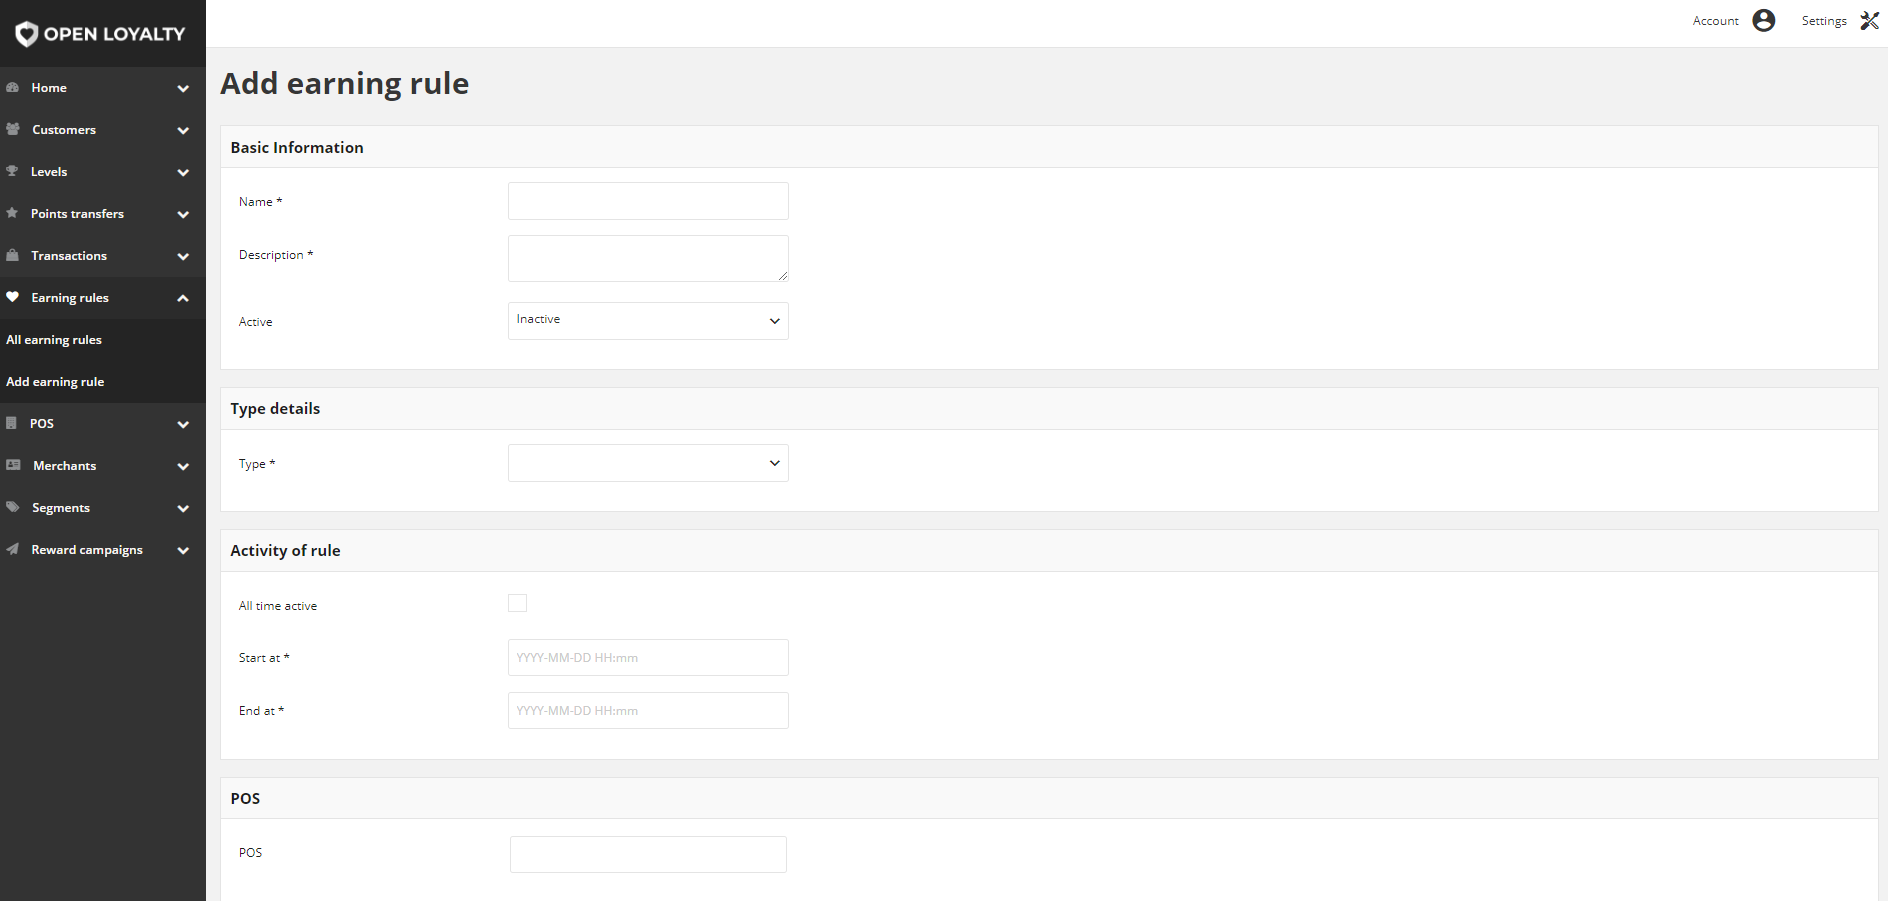 OPEN LOYALTY
Account
Settings
Home
Customers
Levels
Points transfers
Transactions
Earning rules
All earning rules
Add earning rule
POS
Merchants
Segments
Reward campaigns
Add earning rule
Basic Information
Name *
Description *
Active
Inactive
Type details
Type *
Activity of rule
All time active
Start at *
YYYY-MM-DD HH:mm
End at *
YYYY-MM-DD HH:mm
POS
POS